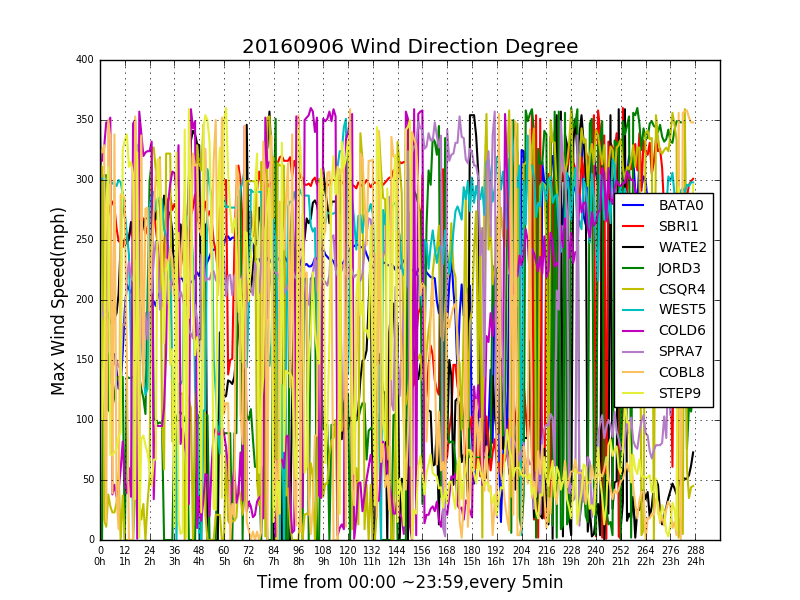 20160906 Wind Direction Degree
Max Wind Speed(mph)
400
350
300
250
200
150
100
50
0
BATA0
SBRI1
WATE2
JORD3
CSQR4
WEST5
COLD6
SPRA7
COBL8
STEP9
0 12 24 36 48 60 72 84 96 108 120 132 144 156 168 180 192 204 216 228 240 252 264 276 288
0h 1h 2h 3h 4h 5h 6h 7h 8h 9h 10h 11h 12h 13h 14h 15h 16h 17h 18h 19h 20h 21h 22h 23h 24h
Time from 00:00 ~23:59,every 5min